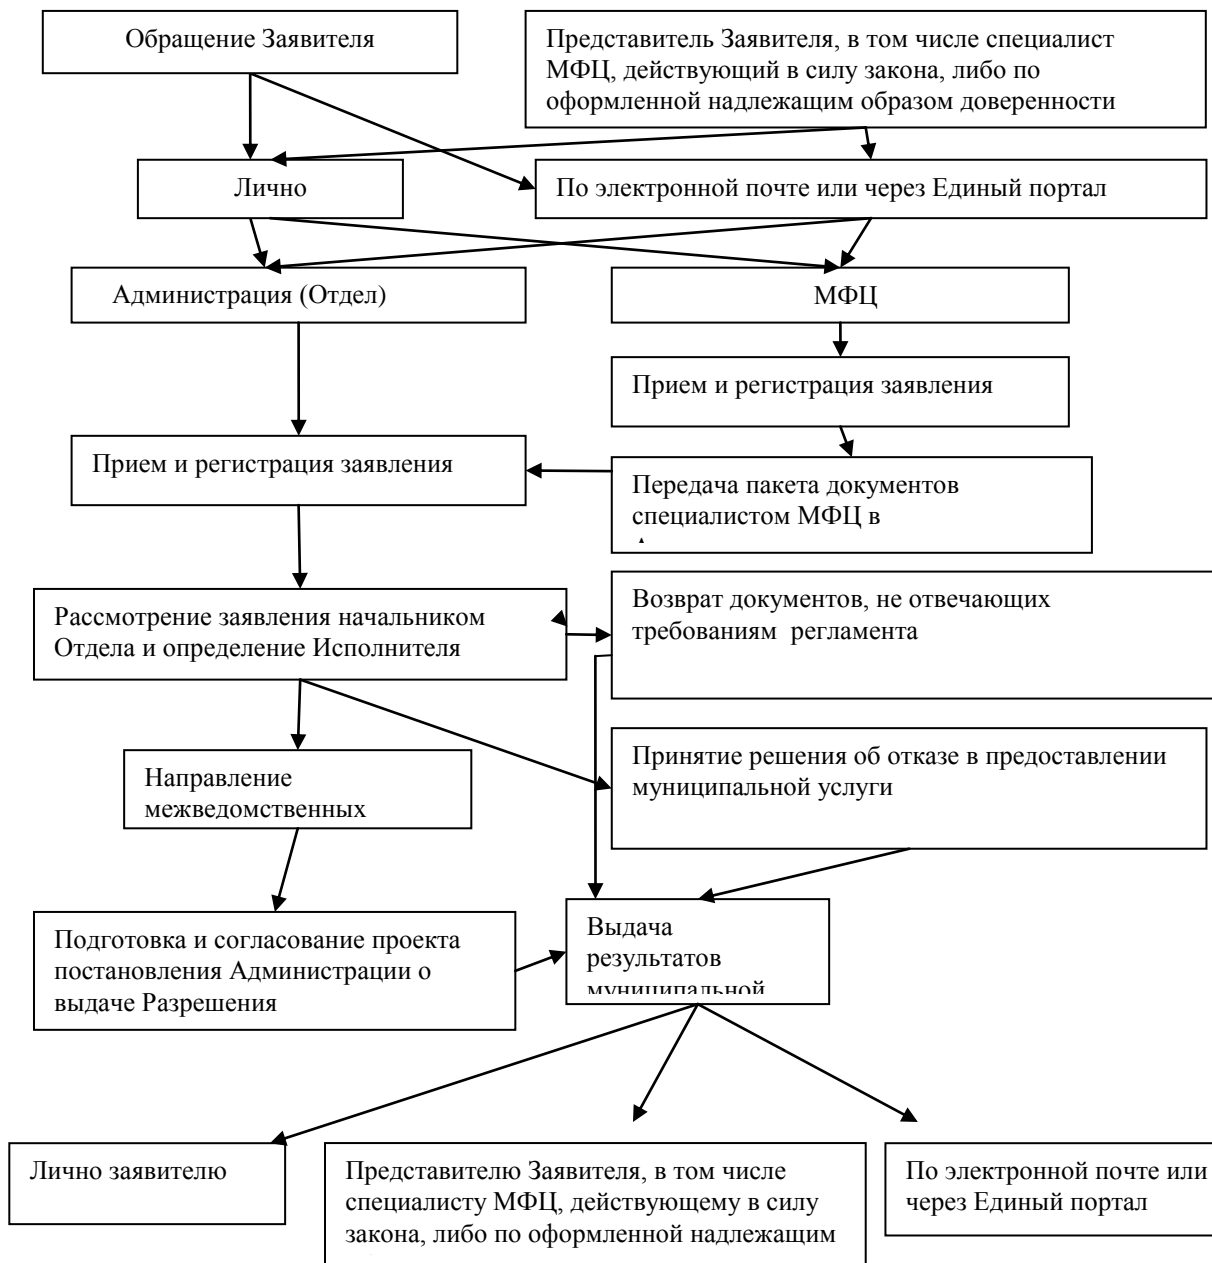 Обращение Заявителя
Представитель Заявителя, в том числе специалист
МФЦ, действующий в силу закона, либо по
оформленной надлежащим образом доверенности
Лично
По электронной почте или через Единый портал
Администрация (Отдел)
МФЦ
Прием и регистрация заявления
Прием и регистрация заявления
Передача пакета документов
специалистом МФЦ в
Рассмотрение заявления начальником
Отдела и определение Исполнителя
Возврат документов, не отвечающих
требованиям регламента
Направление
межведомственных
Принятие решения об отказе в предоставлении
муниципальной услуги
Подготовка и согласование проекта
постановления Администрации о
выдаче Разрешения
Выдача
результатов
муниципальной
Лично заявителю
Представителю Заявителя, в том числе
специалисту МФЦ, действующему в силу
закона, либо по оформленной надлежащим
По электронной почте или
через Единый портал